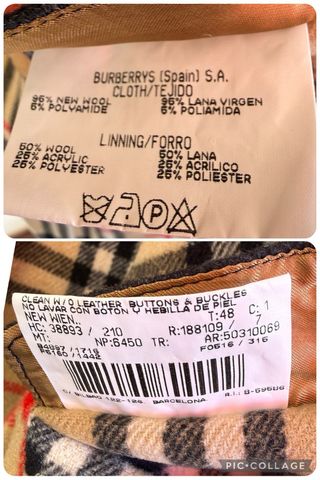 BURBERRYS (Spain) S.A.
CLOTH/TEJIDO
95% NEW WOOL 95% LANA VIRGEN
5% POLYAMIDE 5% POLIAMIDA
LINNING/FORRO
50% WOOL 50% LANA
25% ACRYLIC 25% ACRILICO
25% POLYESTER 25% POLIESTER
P
CLEAN W/O LEATHER BUTTONS & BUCKLES
NO LAVAR CON BOTON Y HEBILLA DE PIEL
NEW WIEN T:48 C: 1
HC: 38893 / 210 R:188109/ 7
MT: NP:6450 TR: AR:50310069
F0516 / 316
C/ BILBAO 122-126. BARCELONA
PIC•COLLAGE